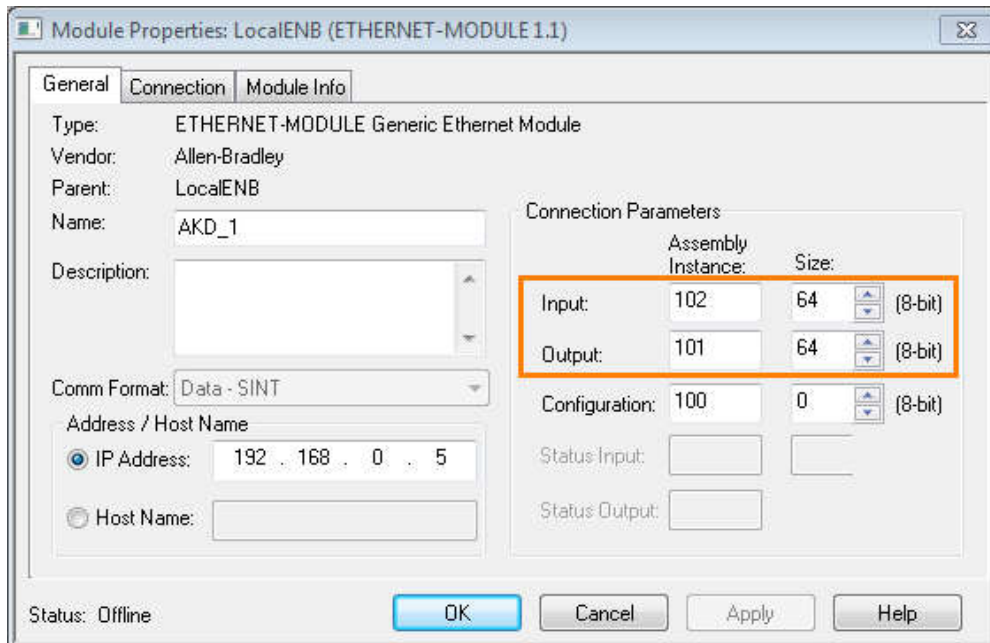 Module Properties: LocalENB (ETHERNET-MODULE 1.1)
General Connection Module Info
Type: ETHERNET-MODULE Generic Ethernet Module
Vendor: Allen-Bradley
Parent: LocalENB
Name: AKD_1
Description:
Comm Format: Data - SINT
Address / Host Name
IP Address: 192 . 168 . 0 . 5
Host Name:
Connection Parameters
Assembly
Instance: Size:
Input: 102 64 (8-bit)
Output: 101 64 (8-bit)
Configuration: 100 0 (8-bit)
Status Input:
Status Output:
Status: Offline OK Cancel Apply Help